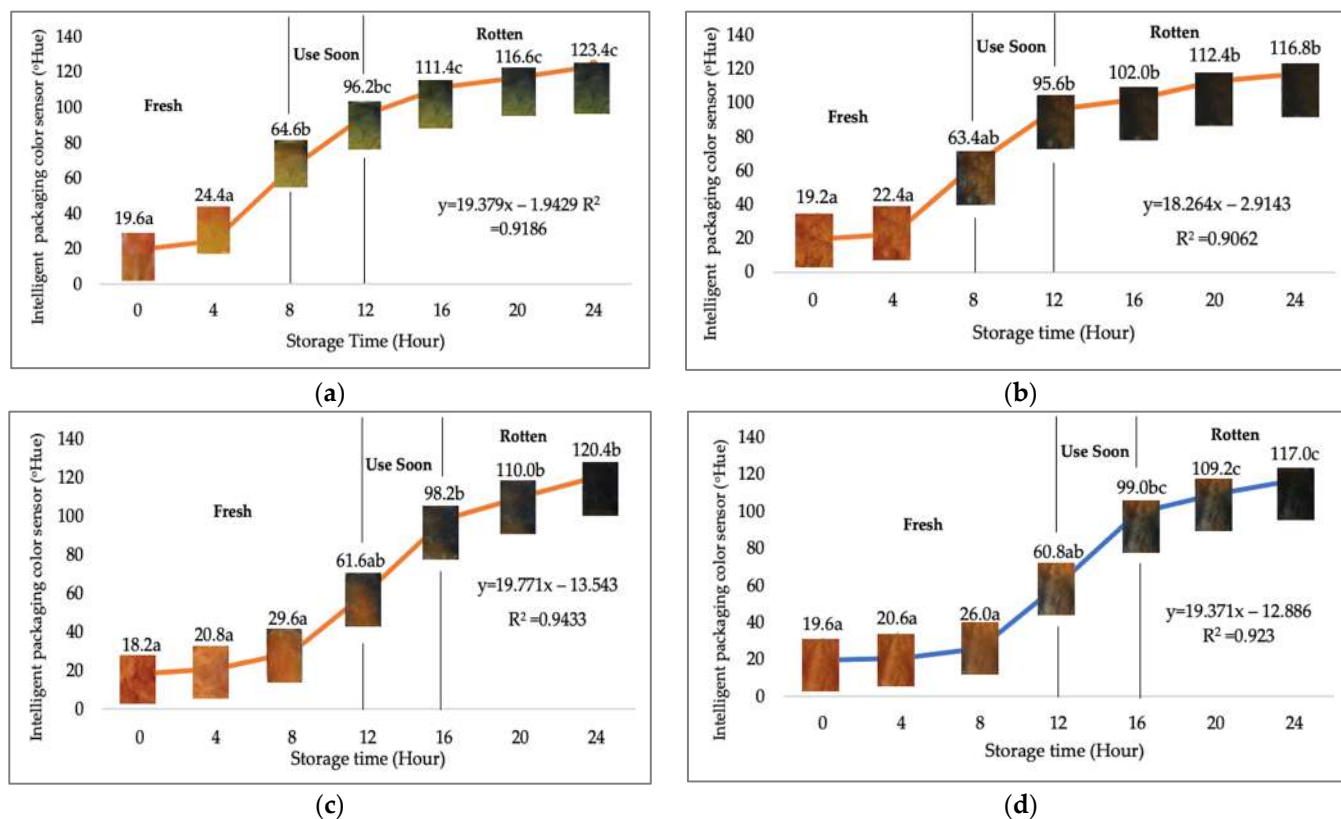 140
120
100
80
60
40
20
0
Intelligent packaging color sensor (°Hue)
Fresh
Use Soon
Rotten
19.6a
24.4a
64.6b
96.2bc
111.4c
116.6c
123.4c
y=19.379x – 1.9429 R²
=0.9186
0 4 8 12 16 20 24
Storage Time (Hour)
(a)
140
120
100
80
60
40
20
0
Intelligent packaging color sensor (°Hue)
Fresh
Use Soon
Rotten
19.2a
22.4a
63.4ab
95.6b
102.0b
112.4b
116.8b
y=18.264x – 2.9143
R² =0.9062
0 4 8 12 16 20 24
Storage time (Hour)
(b)
140
120
100
80
60
40
20
0
Intelligent packaging color sensor (°Hue)
Fresh
Use Soon
Rotten
18.2a
20.8a
29.6a
61.6ab
98.2b
110.0b
120.4b
y=19.771x – 13.543
R² =0.9433
0 4 8 12 16 20 24
Storage time (Hour)
(c)
140
120
100
80
60
40
20
0
Intelligent packaging color sensor (°Hue)
Fresh
Use Soon
Rotten
19.6a
20.6a
26.0a
60.8ab
99.0bc
109.2c
117.0c
y=19.371x – 12.886
R² =0.923
0 4 8 12 16 20 24
Storage time (Hour)
(d)